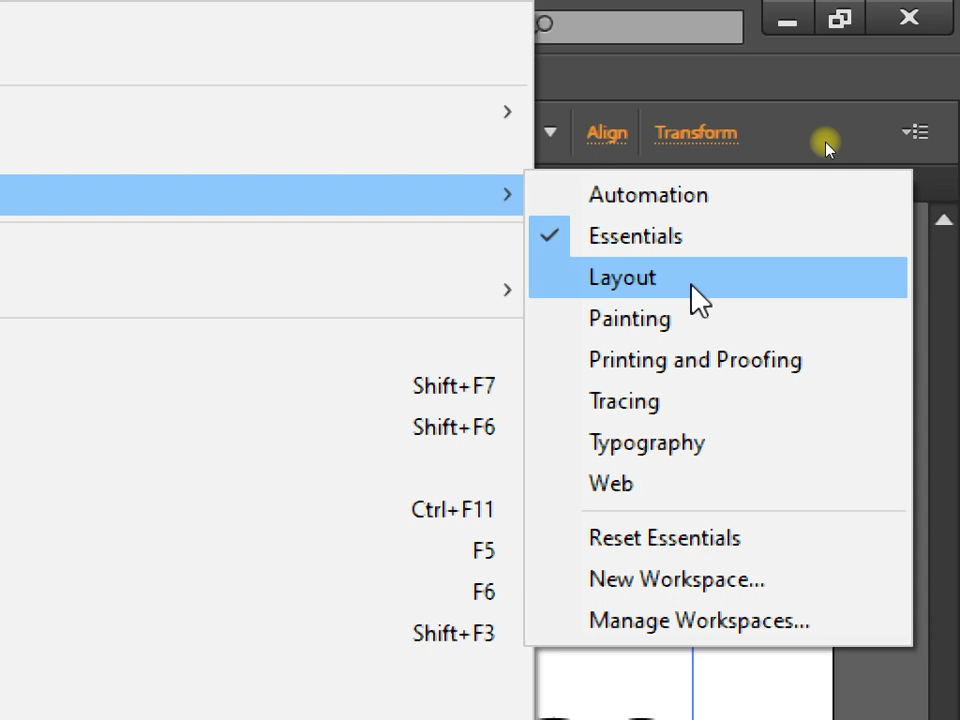 Align Transform
Automation
Essentials
Layout
Painting
Printing and Proofing
Shift+F7
Tracing
Shift+F6
Typography
Web
Ctrl+F11
Reset Essentials
F5
New Workspace...
F6
Manage Workspaces...
Shift+F3